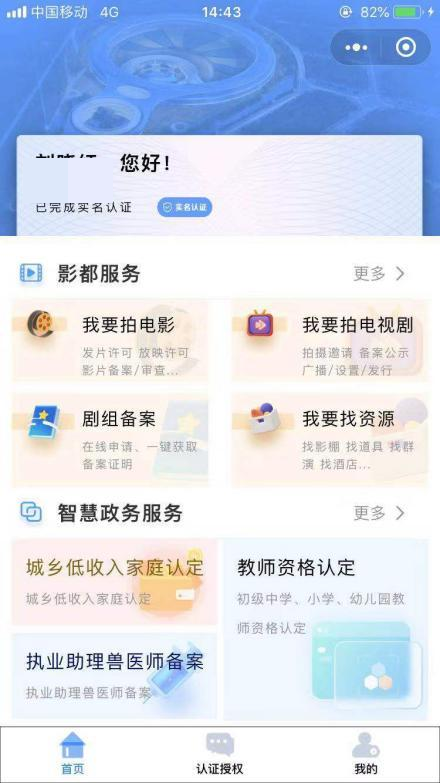 中国移动 4G 14:43 82%
您好!
已完成实名认证 实名认证
影都服务 更多
我要拍电影
发片许可 放映许可
影片备案/审查...
我要拍电视剧
拍摄邀请 备案公示
广播/设置/发行
剧组备案
在线申请、一键获取
备案证明
我要找资源
找影棚 找道具 找群
演 找酒店...
智慧政务服务 更多
城乡低收入家庭认定
城乡低收入家庭认定
教师资格认定
初级中学、小学、幼儿园教
师资格认定
执业助理兽医师备案
执业助理兽医师备案
首页 认证授权 我的